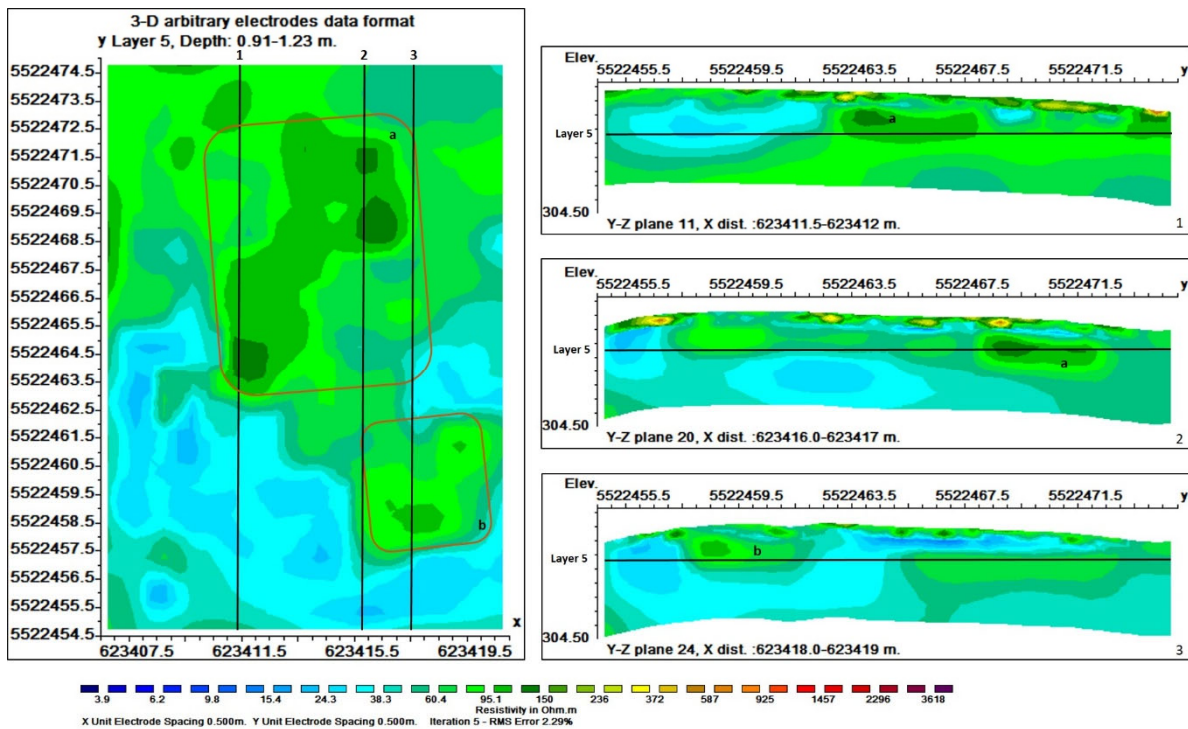 3-D arbitrary electrodes data format
y Layer 5, Depth: 0.91-1.23 m.
1 2 3
5522474.5
5522473.5
5522472.5
a
5522471.5
5522470.5
5522469.5
5522468.5
5522467.5
5522466.5
5522465.5
5522464.5
5522463.5
5522462.5
5522461.5
5522460.5
5522459.5
5522458.5
b
5522457.5
5522456.5
5522455.5
x
5522454.5
623407.5 623411.5 623415.5 623419.5
Elev.
5522455.5 5522459.5 5522463.5 5522467.5 5522471.5 y
a
Layer 5
304.50
Y-Z plane 11, X dist. :623411.5-623412 m.
1
Elev.
5522455.5 5522459.5 5522463.5 5522467.5 5522471.5 y
Layer 5
a
304.50
Y-Z plane 20, X dist. :623416.0-623417 m.
2
Elev.
5522455.5 5522459.5 5522463.5 5522467.5 5522471.5 y
b
Layer 5
304.50
Y-Z plane 24, X dist. :623418.0-623419 m.
3
3.9 6.2 9.8 15.4 24.3 38.3 60.4 95.1 150 236 372 587 925 1457 2296 3618
Resistivity in Ohm.m
X Unit Electrode Spacing 0.500m. Y Unit Electrode Spacing 0.500m. Iteration 5 - RMS Error 2.29%